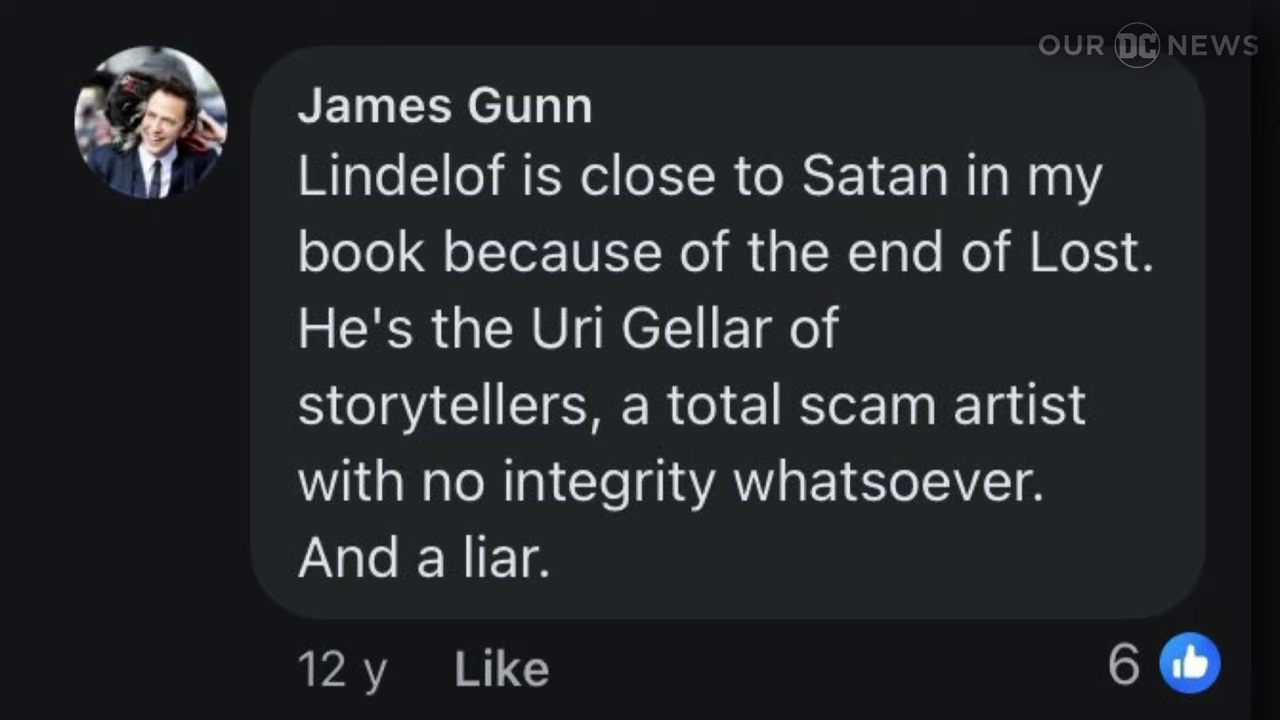 OUR DC NEWS
James Gunn
Lindelof is close to Satan in my
book because of the end of Lost.
He's the Uri Gellar of
storytellers, a total scam artist
with no integrity whatsoever.
And a liar.
12 y Like 6